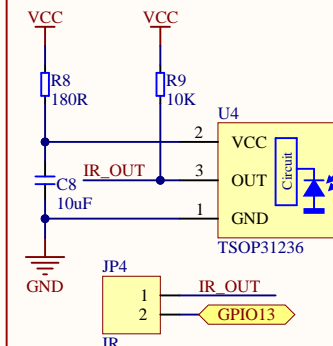 VCC VCC
R8 R9
180R 10K
U4
2 VCC
IR_OUT 3 OUT
Circuit
C8
10uF 1 GND
TSOP31236
GND
JP4
1 IR_OUT
2 GPIO13
IR